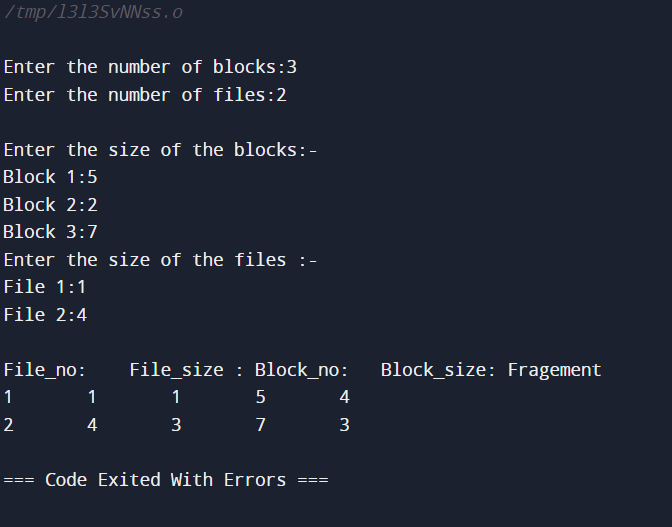 /tmp/l3l3SvNNss.o
Enter the number of blocks:3
Enter the number of files:2
Enter the size of the blocks:-
Block 1:5
Block 2:2
Block 3:7
Enter the size of the files :-
File 1:1
File 2:4
File_no:    File_size : Block_no:   Block_size: Fragement
1       1       1       5       4
2       4       3       7       3
=== Code Exited With Errors ===